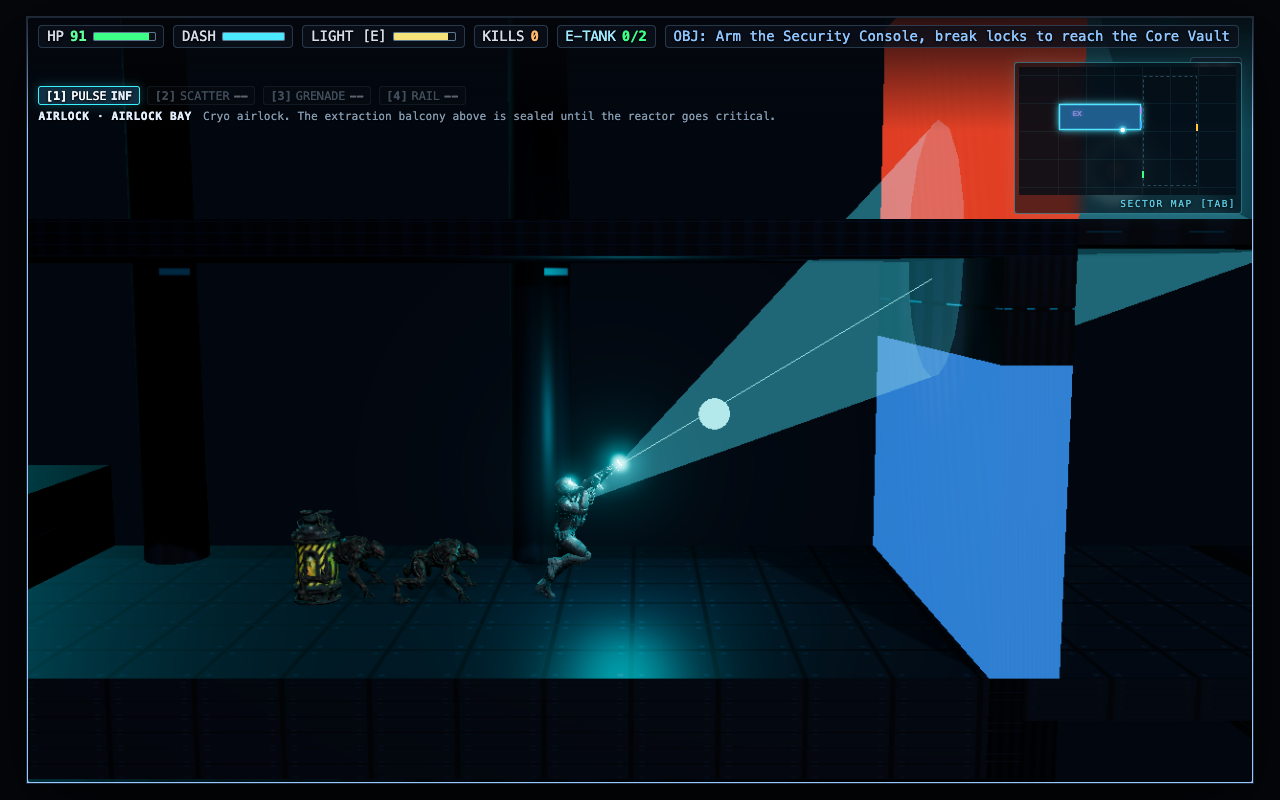 HP 91 DASH LIGHT [E] KILLS 0 E-TANK 0/2 OBJ: Arm the Security Console, break locks to reach the Core Vault
[1] PULSE INF [2] SCATTER -- [3] GRENADE -- [4] RAIL --
AIRLOCK · AIRLOCK BAY Cryo airlock. The extraction balcony above is sealed until the reactor goes critical.
EX
SECTOR MAP [TAB]